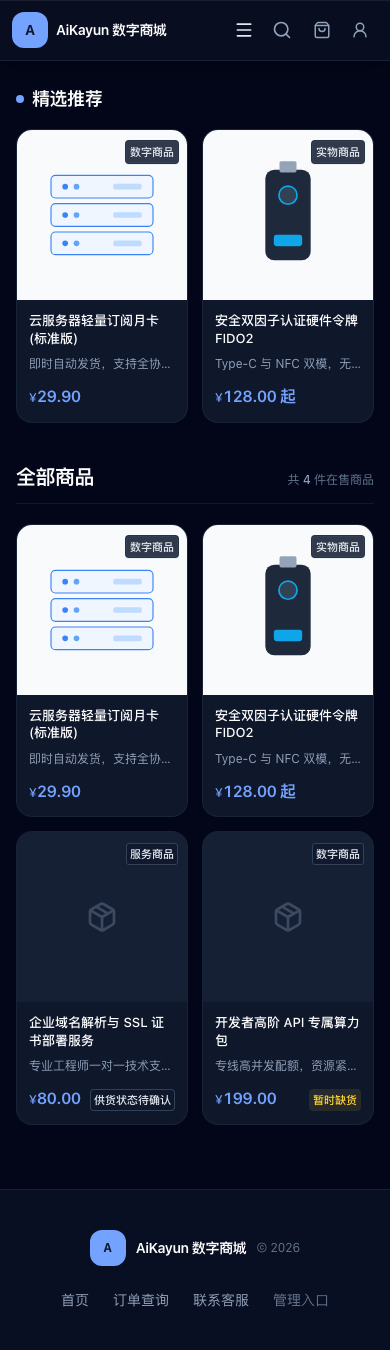 A AiKayun 数字商城
精选推荐
数字商品
云服务器轻量订阅月卡
(标准版)
即时自动发货，支持全协...
¥29.90
实物商品
安全双因子认证硬件令牌
FIDO2
Type-C 与 NFC 双模，无...
¥128.00 起
全部商品
共 4 件在售商品
数字商品
云服务器轻量订阅月卡
(标准版)
即时自动发货，支持全协...
¥29.90
实物商品
安全双因子认证硬件令牌
FIDO2
Type-C 与 NFC 双模，无...
¥128.00 起
服务商品
企业域名解析与 SSL 证
书部署服务
专业工程师一对一技术支...
¥80.00 供货状态待确认
数字商品
开发者高阶 API 专属算力
包
专线高并发配额，资源紧...
¥199.00 暂时缺货
A AiKayun 数字商城 © 2026
首页 订单查询 联系客服 管理入口